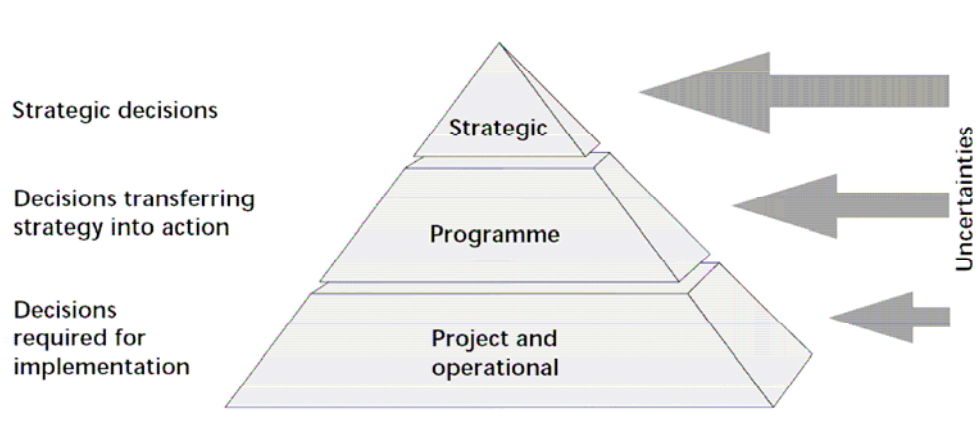 Strategic decisions
Strategic
Decisions transferring
strategy into action
Programme
Decisions
required for
implementation
Project and
operational
Uncertainties